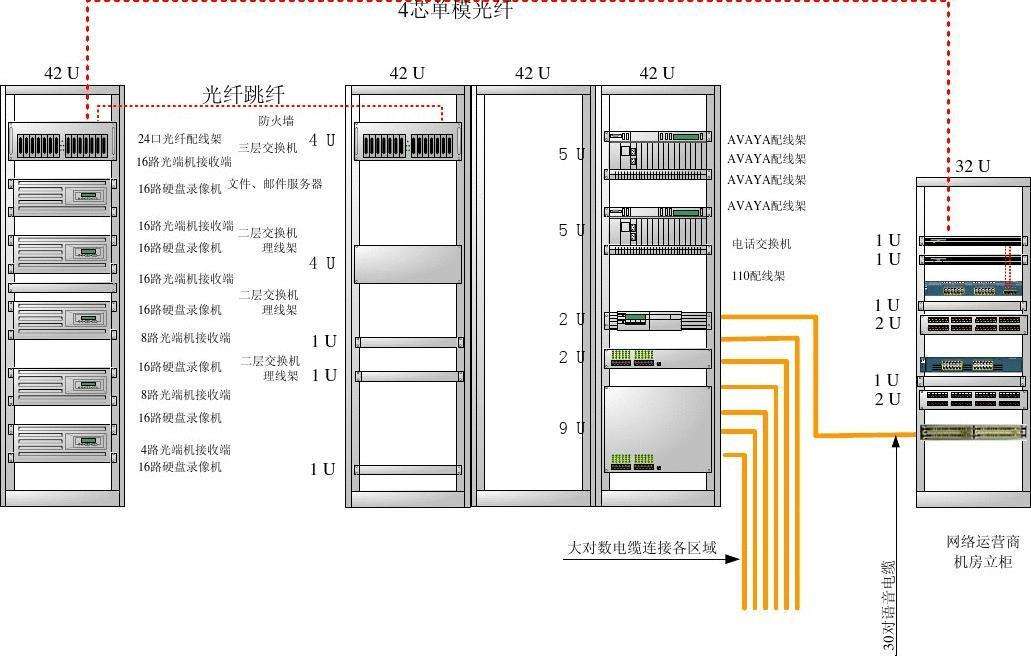 4芯单模光纤
42 U
42 U
42 U
42 U
光纤跳纤
24口光纤配线架
16路光端机接收端
16路硬盘录像机
16路光端机接收端
16路硬盘录像机
16路光端机接收端
16路硬盘录像机
8路光端机接收端
16路硬盘录像机
8路光端机接收端
16路硬盘录像机
4路光端机接收端
16路硬盘录像机
防火墙
三层交换机
文件、邮件服务器
二层交换机
理线架
二层交换机
理线架
二层交换机
理线架
4 U
4 U
1 U
1 U
1 U
5 U
5 U
2 U
2 U
9 U
AVAYA配线架
AVAYA配线架
AVAYA配线架
AVAYA配线架
电话交换机
110配线架
32 U
1 U
1 U
1 U
2 U
1 U
2 U
大对数电缆连接各区域
30对语音电缆
网络运营商
机房立柜